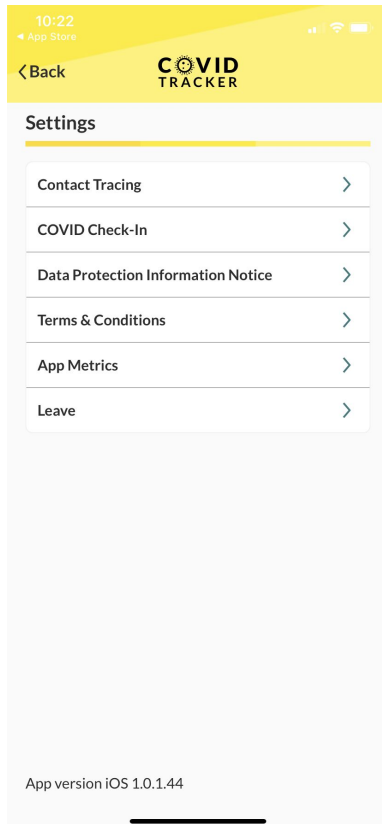 10:22
App Store
Back
COVID
TRACKER
Settings
Contact Tracing
COVID Check-In
Data Protection Information Notice
Terms & Conditions
App Metrics
Leave
App version iOS 1.0.1.44